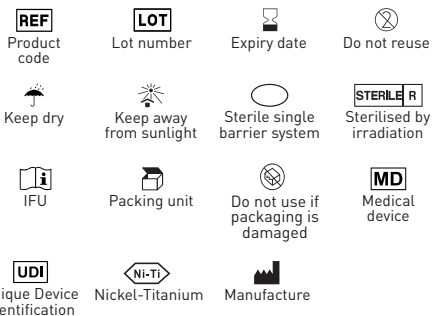 REF LOT
Product Lot number Expiry date Do not reuse
code
STERILE R
Keep dry Keep away Sterile single Sterilised by
from sunlight barrier system irradiation
i MD
IFU Packing unit Do not use if Medical
packaging is device
damaged
UDI Ni-Ti
Device Nickel-Titanium Manufacture